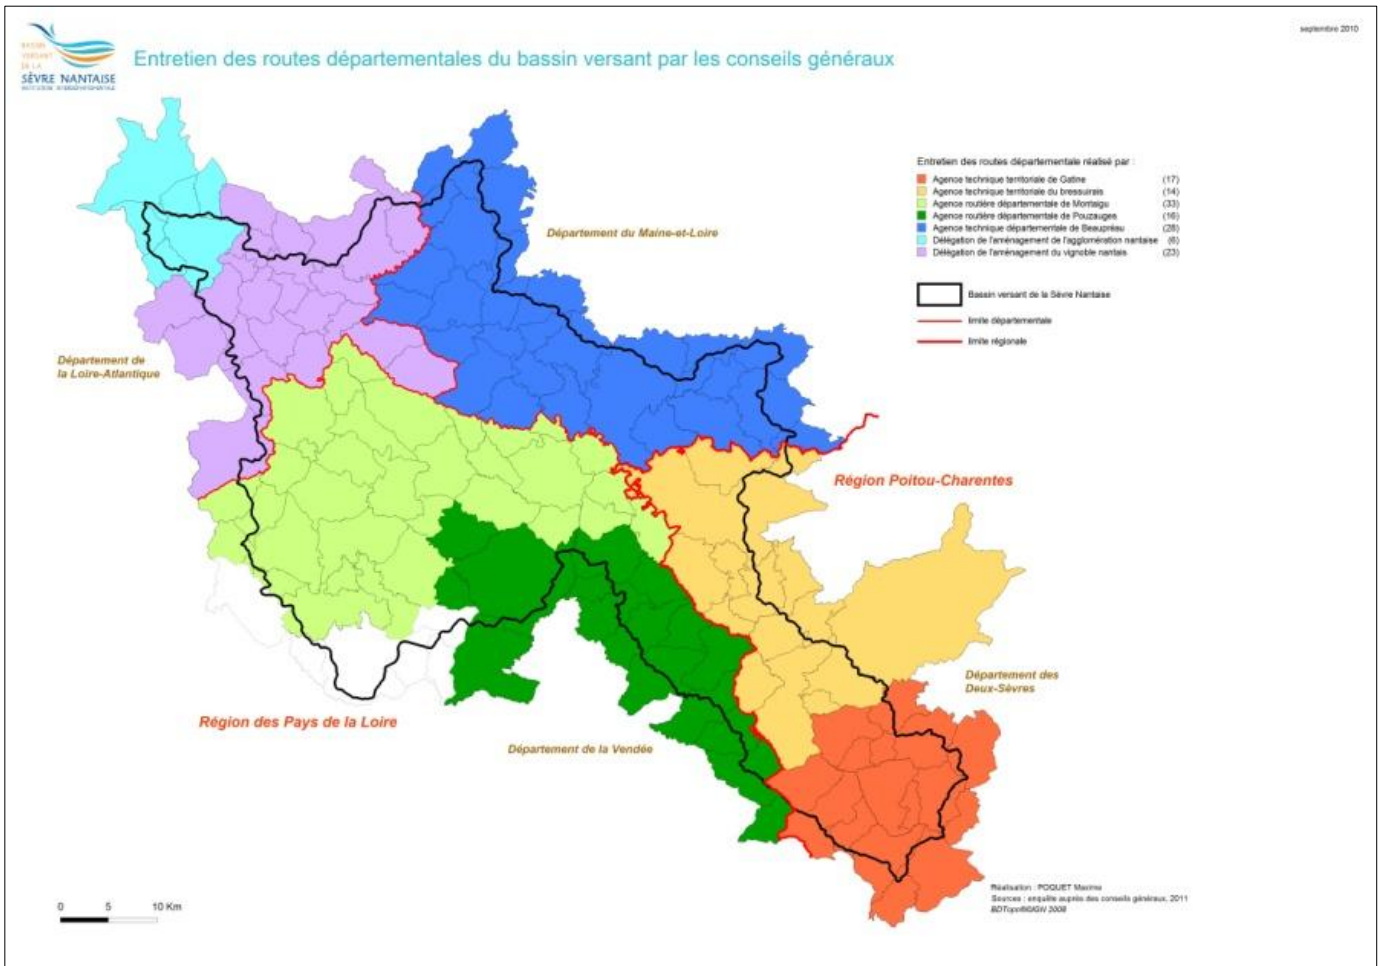 septembre 2010
BASSIN
VERSANT
DE LA
SÈVRE NANTAISE
INSTITUTION INTERDÉPARTEMENTALE
Entretien des routes départementales du bassin versant par les conseils généraux
Entretien des routes départementale réalisé par :
Agence technique territoriale de Gatine (17)
Agence technique territoriale du bressuirais (14)
Agence routière départementale de Montaigu (33)
Agence routière départementale de Pouzauges (16)
Agence technique départementale de Beaupréau (28)
Délégation de l'aménagement de l'agglomération nantaise (6)
Délégation de l'aménagement du vignoble nantais (23)
Bassin versant de la Sèvre Nantaise
limite départementale
limite régionale
Département du Maine-et-Loire
Département de
la Loire-Atlantique
Région Poitou-Charentes
Département des
Deux-Sèvres
Région des Pays de la Loire
Département de la Vendée
0 5 10 Km
Réalisation : POQUET Maxime
Sources : enquête auprès des conseils généraux, 2011
BDTopo®IGN 2008